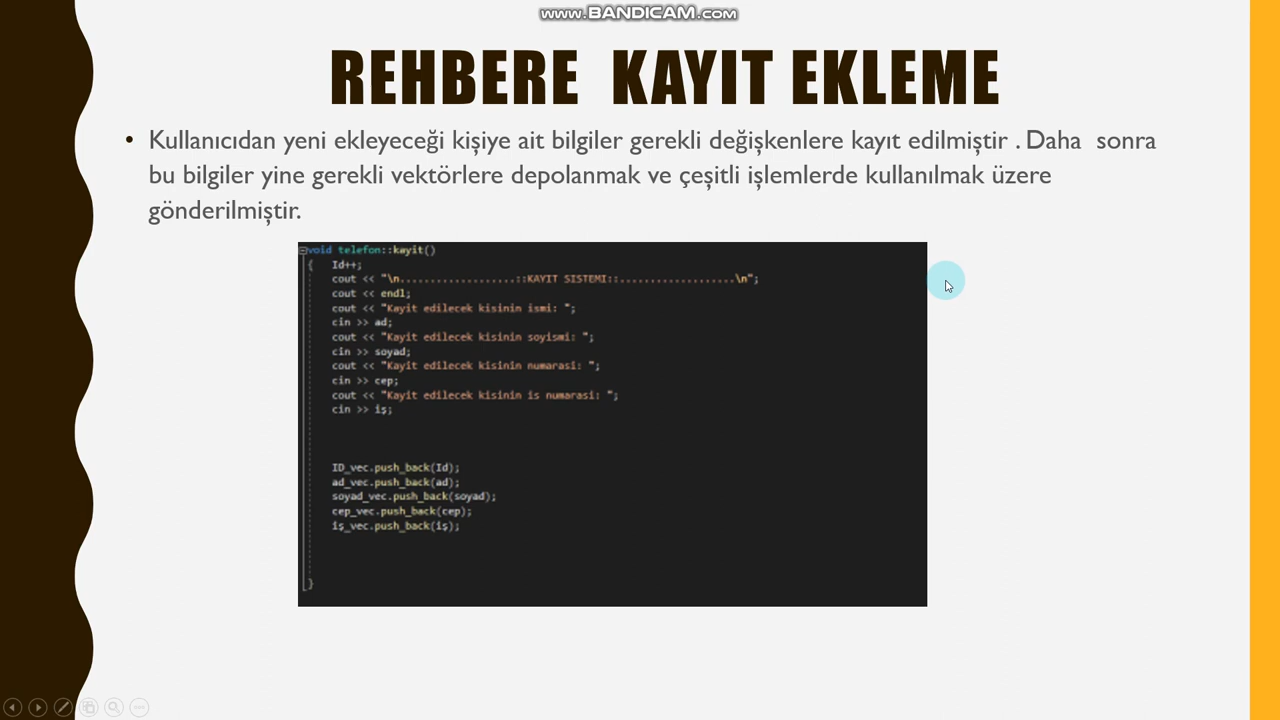 www.BANDICAM.com
REHBERE KAYIT EKLEME
• Kullanıcıdan yeni ekleyeceği kişiye ait bilgiler gerekli değişkenlere kayıt edilmiştir . Daha sonra
bu bilgiler yine gerekli vektörlere depolanmak ve çeşitli işlemlerde kullanılmak üzere
gönderilmiştir.
void telefon::kayit()
{ Id++;
cout << "\n...................::KAYIT SISTEMI::...................\n";
cout << endl;
cout << "Kayit edilecek kisinin ismi: ";
cin >> ad;
cout << "Kayit edilecek kisinin soyismi: ";
cin >> soyad;
cout << "Kayit edilecek kisinin numarasi: ";
cin >> cep;
cout << "Kayit edilecek kisinin is numarasi: ";
cin >> iş;
ID_vec.push_back(Id);
ad_vec.push_back(ad);
soyad_vec.push_back(soyad);
cep_vec.push_back(cep);
iş_vec.push_back(iş);
}